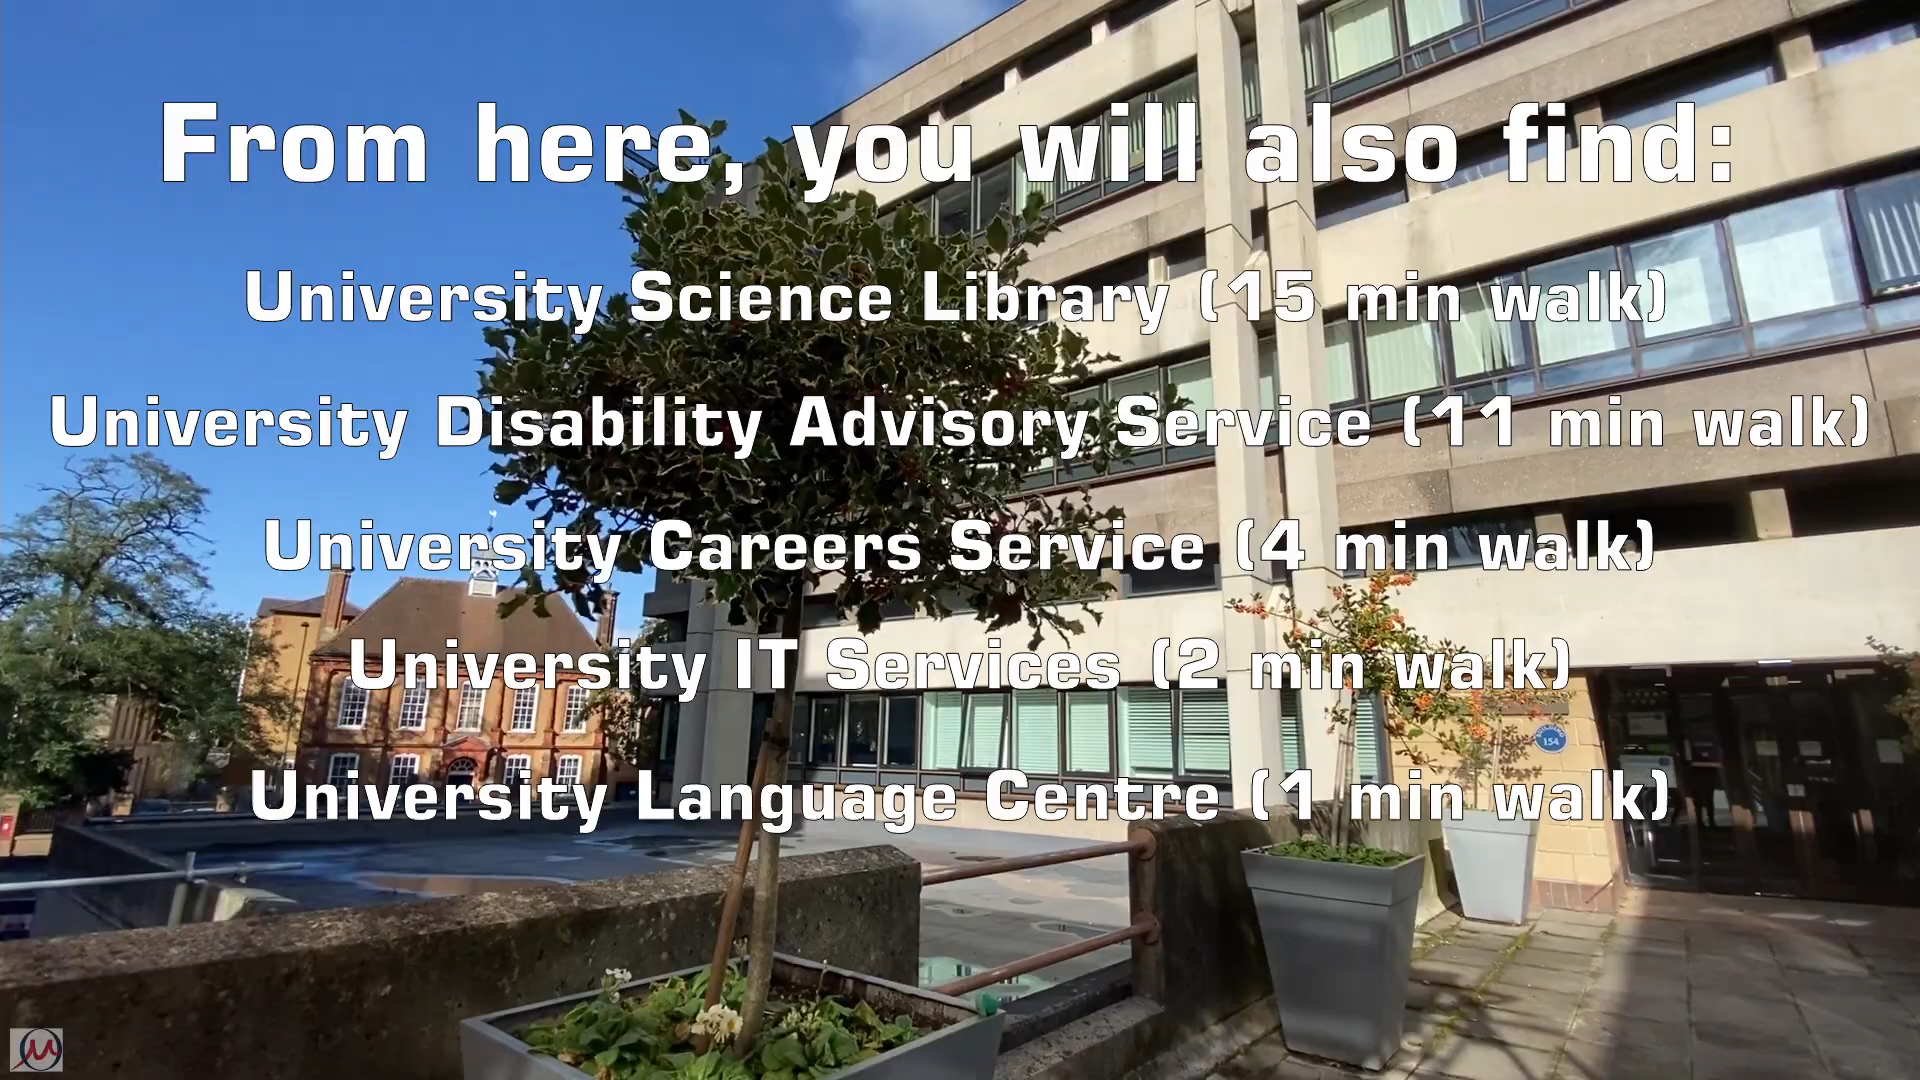 From here, you will also find:
University Science Library (15 min walk)
University Disability Advisory Service (11 min walk)
University Careers Service (4 min walk)
University IT Services (2 min walk)
University Language Centre (1 min walk)
154